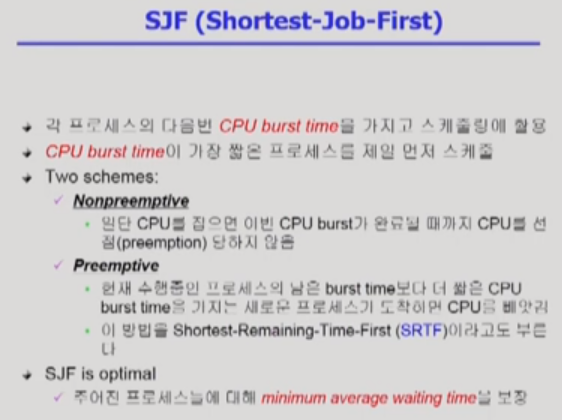 SJF (Shortest-Job-First)
각 프로세스의 다음번 CPU burst time을 가지고 스케줄링에 활용
CPU burst time이 가장 짧은 프로세스를 제일 먼저 스케줄
Two schemes:
Nonpreemptive
일단 CPU를 잡으면 이번 CPU burst가 완료될 때까지 CPU를 선
점(preemption) 당하지 않음
Preemptive
현재 수행중인 프로세스의 남은 burst time보다 더 짧은 CPU
burst time을 가지는 새로운 프로세스가 도착하면 CPU를 빼앗김
이 방법을 Shortest-Remaining-Time-First (SRTF)이라고도 부른
다
SJF is optimal
주어진 프로세스들에 대해 minimum average waiting time을 보장